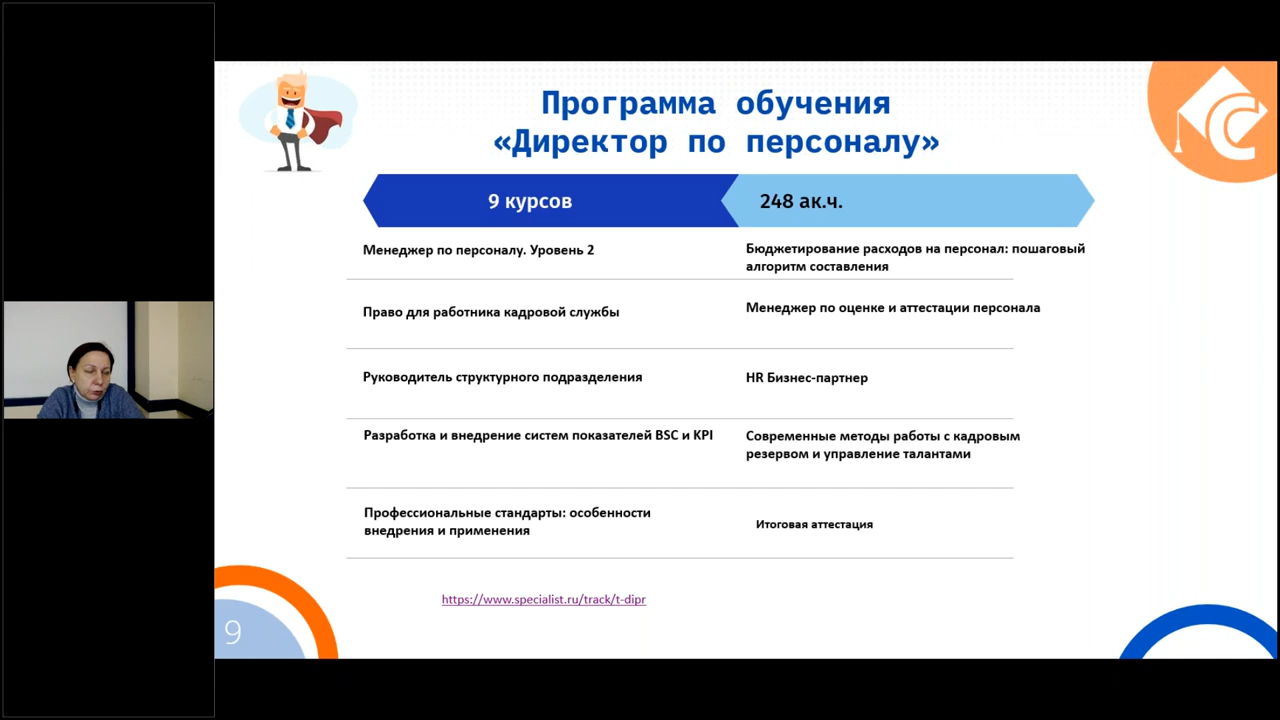 Программа обучения
«Директор по персоналу»
9 курсов
248 ак.ч.
Менеджер по персоналу. Уровень 2
Бюджетирование расходов на персонал: пошаговый
алгоритм составления
Право для работника кадровой службы
Менеджер по оценке и аттестации персонала
Руководитель структурного подразделения
HR Бизнес-партнер
Разработка и внедрение систем показателей BSC и KPI
Современные методы работы с кадровым
резервом и управление талантами
Профессиональные стандарты: особенности
внедрения и применения
Итоговая аттестация
https://www.specialist.ru/track/t-dipr
9